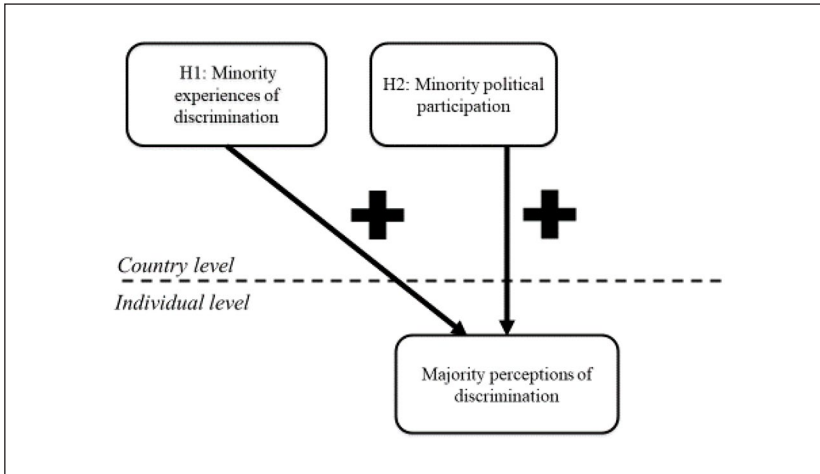 H1: Minority
experiences of
discrimination
H2: Minority political
participation
Country level
Individual level
Majority perceptions of
discrimination